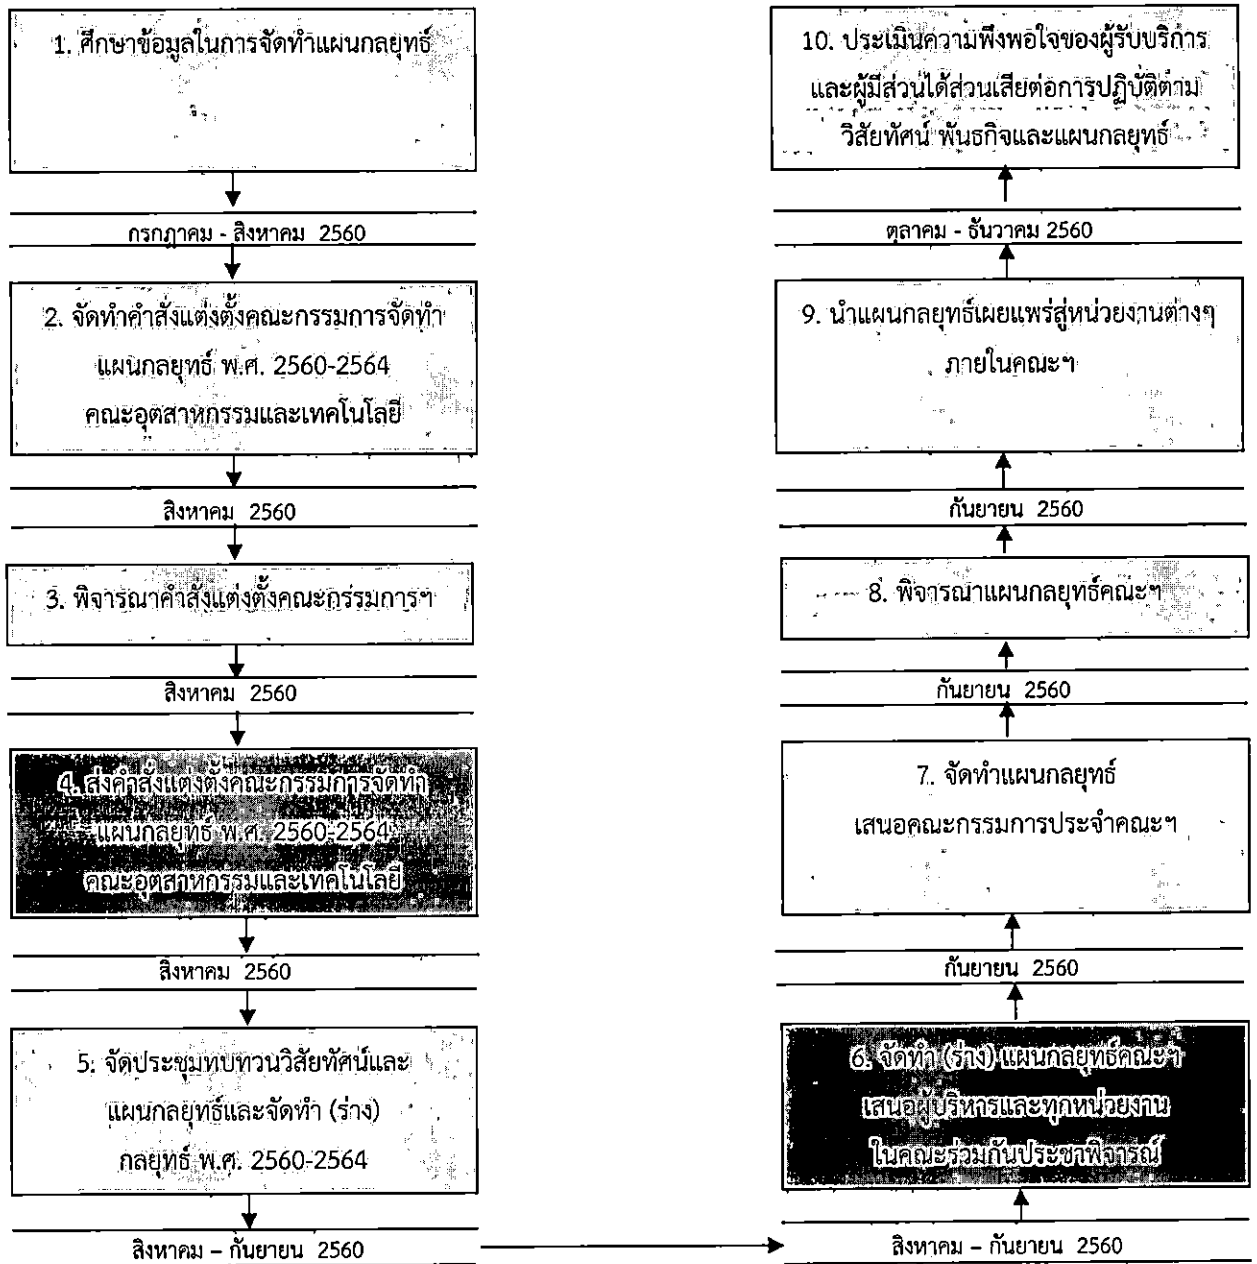 1. ศึกษาข้อมูลในการจัดทำแผนกลยุทธ์
กรกฎาคม - สิงหาคม 2560
2. จัดทำคำสั่งแต่งตั้งคณะกรรมการจัดทำ
แผนกลยุทธ์ พ.ศ. 2560-2564
คณะอุตสาหกรรมและเทคโนโลยี
สิงหาคม 2560
3. พิจารณาคำสั่งแต่งตั้งคณะกรรมการฯ
สิงหาคม 2560
4. ส่งคำสั่งแต่งตั้งคณะกรรมการจัดทำ
แผนกลยุทธ์ พ.ศ. 2560-2564
คณะอุตสาหกรรมและเทคโนโลยี
สิงหาคม 2560
5. จัดประชุมทบทวนวิสัยทัศน์และ
แผนกลยุทธ์และจัดทำ (ร่าง)
กลยุทธ์ พ.ศ. 2560-2564
สิงหาคม – กันยายน 2560
สิงหาคม – กันยายน 2560
6. จัดทำ (ร่าง) แผนกลยุทธ์คณะฯ
เสนอผู้บริหารและทุกหน่วยงาน
ในคณะร่วมกันประชาพิจารณ์
กันยายน 2560
7. จัดทำแผนกลยุทธ์
เสนอคณะกรรมการประจำคณะฯ
กันยายน 2560
8. พิจารณาแผนกลยุทธ์คณะฯ
กันยายน 2560
9. นำแผนกลยุทธ์เผยแพร่สู่หน่วยงานต่างๆ
ภายในคณะฯ
ตุลาคม - ธันวาคม 2560
10. ประเมินความพึงพอใจของผู้รับบริการ
และผู้มีส่วนได้ส่วนเสียต่อการปฏิบัติตาม
วิสัยทัศน์ พันธกิจและแผนกลยุทธ์